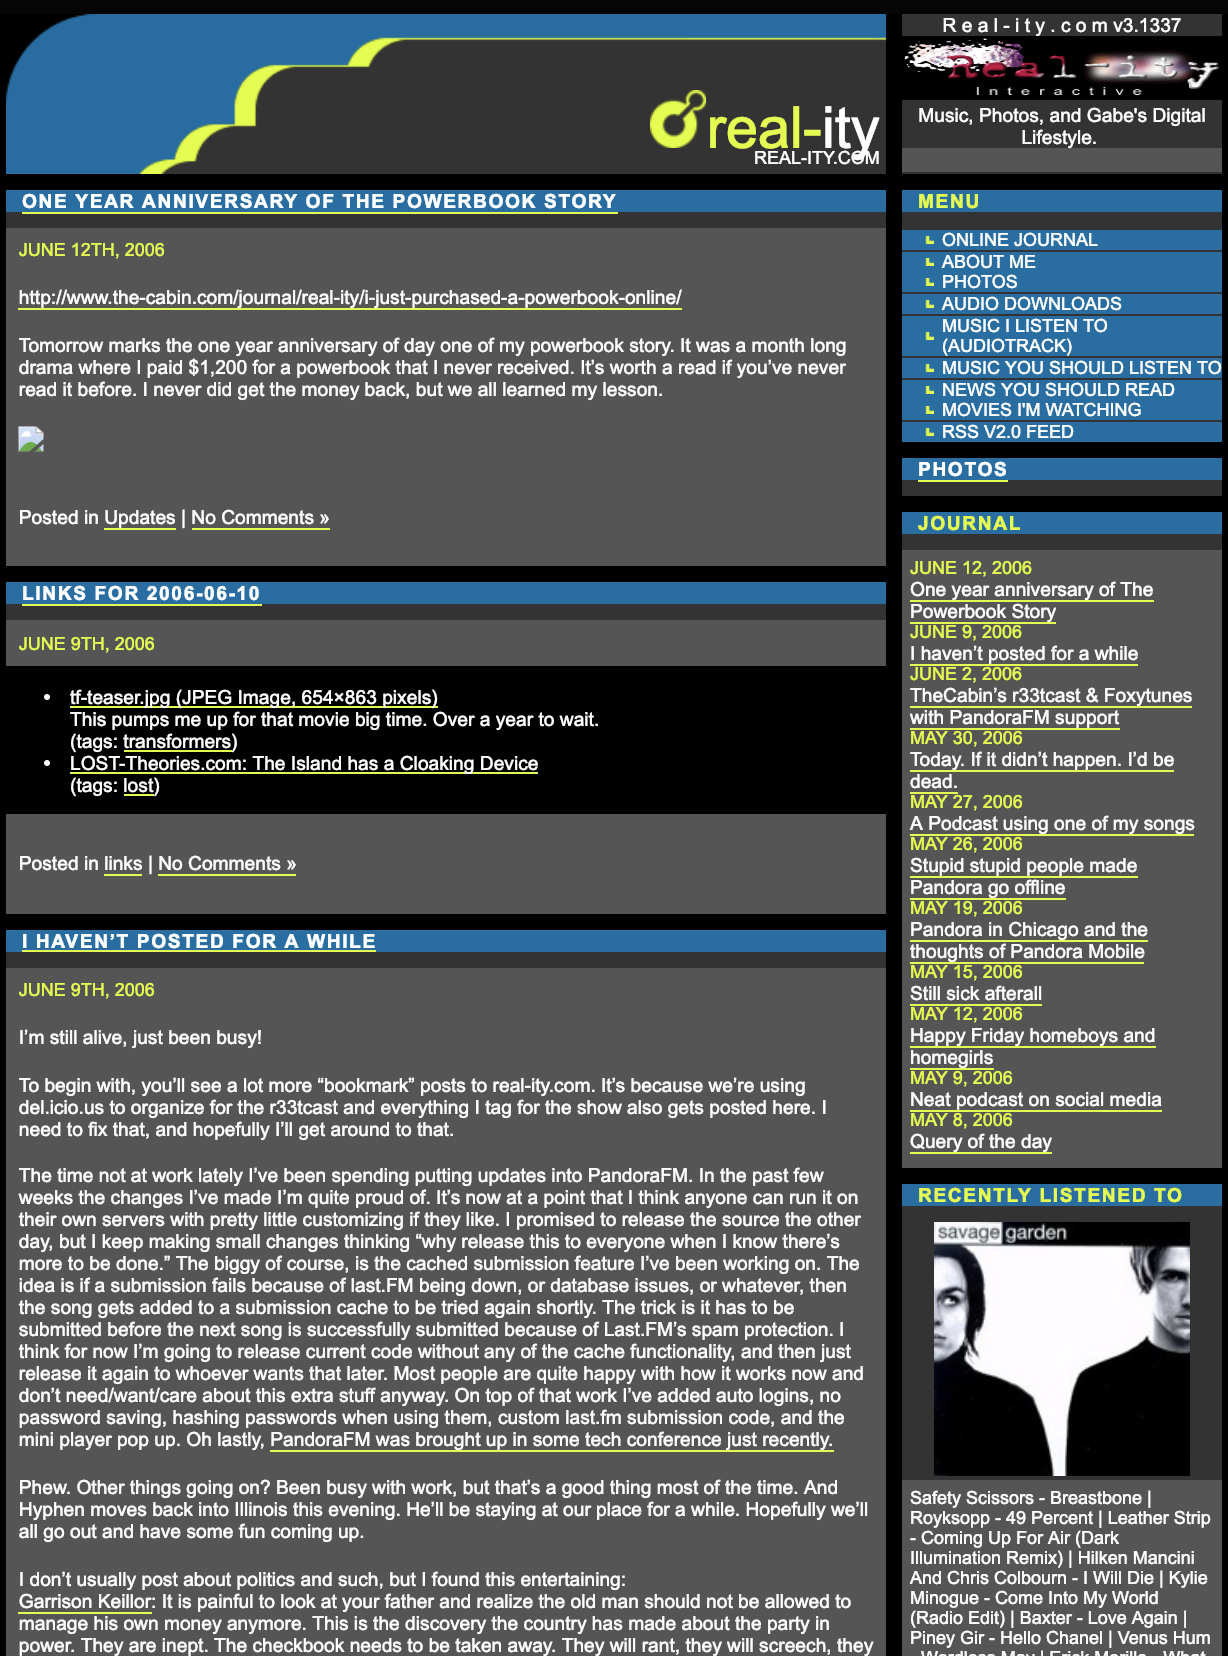 real-ity
REAL-ITY.COM
ONE YEAR ANNIVERSARY OF THE POWERBOOK STORY
JUNE 12TH, 2006
http://www.the-cabin.com/journal/real-ity/i-just-purchased-a-powerbook-online/
Tomorrow marks the one year anniversary of day one of my powerbook story. It was a month long
drama where I paid $1,200 for a powerbook that I never received. It’s worth a read if you’ve never
read it before. I never did get the money back, but we all learned my lesson.
Posted in Updates | No Comments »
LINKS FOR 2006-06-10
JUNE 9TH, 2006
• tf-teaser.jpg (JPEG Image, 654×863 pixels)
This pumps me up for that movie big time. Over a year to wait.
(tags: transformers)
• LOST-Theories.com: The Island has a Cloaking Device
(tags: lost)
Posted in links | No Comments »
I HAVEN’T POSTED FOR A WHILE
JUNE 9TH, 2006
I’m still alive, just been busy!
To begin with, you’ll see a lot more “bookmark” posts to real-ity.com. It’s because we’re using
del.icio.us to organize for the r33tcast and everything I tag for the show also gets posted here. I
need to fix that, and hopefully I’ll get around to that.
The time not at work lately I’ve been spending putting updates into PandoraFM. In the past few
weeks the changes I’ve made I’m quite proud of. It’s now at a point that I think anyone can run it on
their own servers with pretty little customizing if they like. I promised to release the source the other
day, but I keep making small changes thinking “why release this to everyone when I know there’s
more to be done.” The biggy of course, is the cached submission feature I’ve been working on. The
idea is if a submission fails because of last.FM being down, or database issues, or whatever, then
the song gets added to a submission cache to be tried again shortly. The trick is it has to be
submitted before the next song is successfully submitted because of Last.FM’s spam protection. I
think for now I’m going to release current code without any of the cache functionality, and then just
release it again to whoever wants that later. Most people are quite happy with how it works now and
don’t need/want/care about this extra stuff anyway. On top of that work I’ve added auto logins, no
password saving, hashing passwords when using them, custom last.fm submission code, and the
mini player pop up. Oh lastly, PandoraFM was brought up in some tech conference just recently.
Phew. Other things going on? Been busy with work, but that’s a good thing most of the time. And
Hyphen moves back into Illinois this evening. He’ll be staying at our place for a while. Hopefully we’ll
all go out and have some fun coming up.
I don’t usually post about politics and such, but I found this entertaining:
Garrison Keillor: It is painful to look at your father and realize the old man should not be allowed to
manage his own money anymore. This is the discovery the country has made about the party in
power. They are inept. The checkbook needs to be taken away. They will rant, they will screech, they
Real-ity.com v3.1337
Real-ity
Interactive
Music, Photos, and Gabe's Digital
Lifestyle.
MENU
ONLINE JOURNAL
ABOUT ME
PHOTOS
AUDIO DOWNLOADS
MUSIC I LISTEN TO
(AUDIOTRACK)
MUSIC YOU SHOULD LISTEN TO
NEWS YOU SHOULD READ
MOVIES I'M WATCHING
RSS V2.0 FEED
PHOTOS
JOURNAL
JUNE 12, 2006
One year anniversary of The
Powerbook Story
JUNE 9, 2006
I haven’t posted for a while
JUNE 2, 2006
TheCabin’s r33tcast & Foxytunes
with PandoraFM support
MAY 30, 2006
Today. If it didn’t happen. I’d be
dead.
MAY 27, 2006
A Podcast using one of my songs
MAY 26, 2006
Stupid stupid people made
Pandora go offline
MAY 19, 2006
Pandora in Chicago and the
thoughts of Pandora Mobile
MAY 15, 2006
Still sick afterall
MAY 12, 2006
Happy Friday homeboys and
homegirls
MAY 9, 2006
Neat podcast on social media
MAY 8, 2006
Query of the day
RECENTLY LISTENED TO
savage garden
Safety Scissors - Breastbone |
Royksopp - 49 Percent | Leather Strip
- Coming Up For Air (Dark
Illumination Remix) | Hilken Mancini
And Chris Colbourn - I Will Die | Kylie
Minogue - Come Into My World
(Radio Edit) | Baxter - Love Again |
Piney Gir - Hello Chanel | Venus Hum